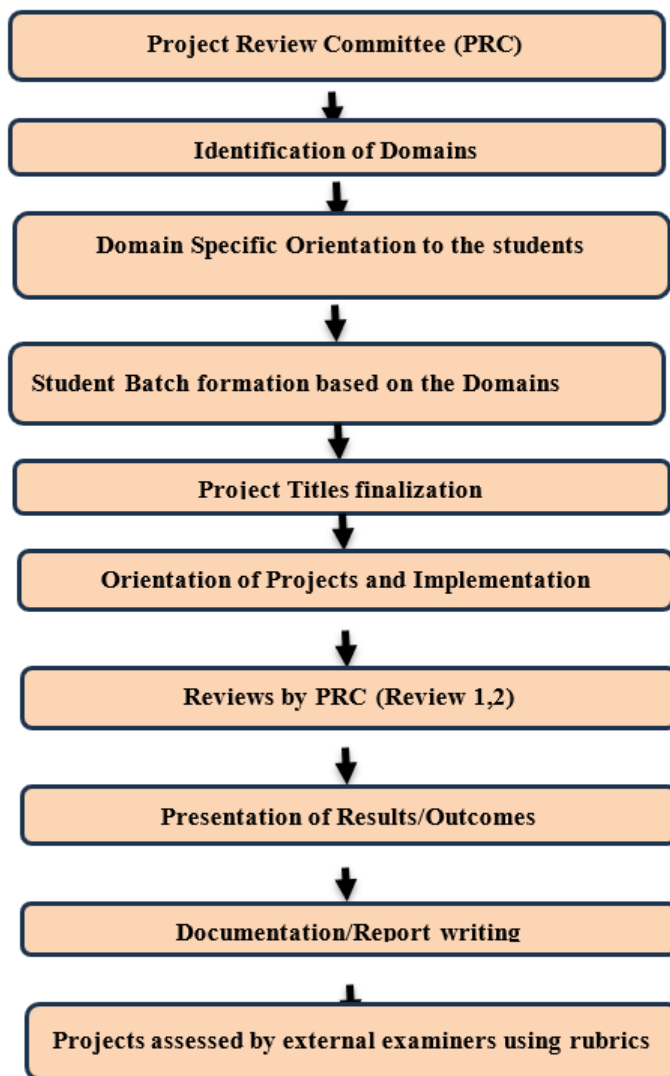 Project Review Committee (PRC)
Identification of Domains
Domain Specific Orientation to the students
Student Batch formation based on the Domains
Project Titles finalization
Orientation of Projects and Implementation
Reviews by PRC (Review 1,2)
Presentation of Results/Outcomes
Documentation/Report writing
Projects assessed by external examiners using rubrics